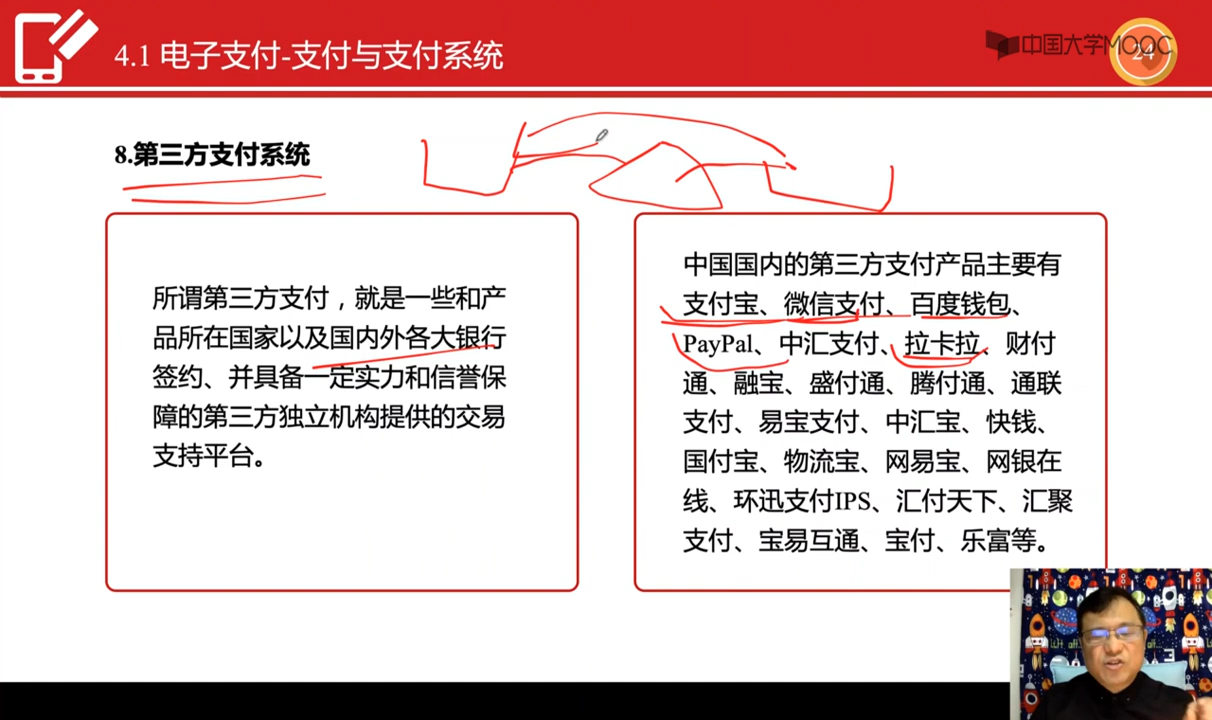 4.1 电子支付-支付与支付系统
中国大学MOOC
24
8.第三方支付系统
所谓第三方支付，就是一些和产
品所在国家以及国内外各大银行
签约、并具备一定实力和信誉保
障的第三方独立机构提供的交易
支持平台。
中国国内的第三方支付产品主要有
支付宝、微信支付、百度钱包、
PayPal、中汇支付、拉卡拉、财付
通、融宝、盛付通、腾付通、通联
支付、易宝支付、中汇宝、快钱、
国付宝、物流宝、网易宝、网银在
线、环迅支付IPS、汇付天下、汇聚
支付、宝易互通、宝付、乐富等。